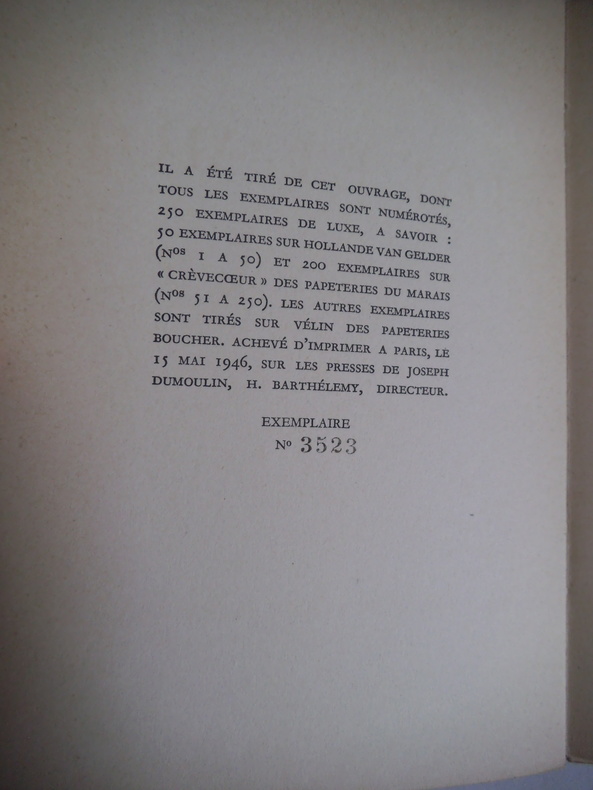 IL A ÉTÉ TIRÉ DE CET OUVRAGE, DONT
TOUS LES EXEMPLAIRES SONT NUMÉROTÉS,
250 EXEMPLAIRES DE LUXE, A SAVOIR :
50 EXEMPLAIRES SUR HOLLANDE VAN GELDER
(Nos 1 A 50) ET 200 EXEMPLAIRES SUR
« CRÈVECŒUR » DES PAPETERIES DU MARAIS
(Nos 51 A 250). LES AUTRES EXEMPLAIRES
SONT TIRÉS SUR VÉLIN DES PAPETERIES
BOUCHER. ACHEVÉ D'IMPRIMER A PARIS, LE
15 MAI 1946, SUR LES PRESSES DE JOSEPH
DUMOULIN, H. BARTHÉLEMY, DIRECTEUR.
EXEMPLAIRE
No 3523